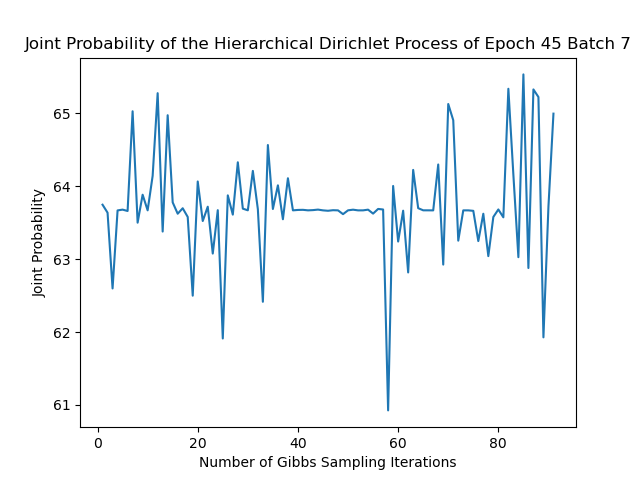 Joint Probability of the Hierarchical Dirichlet Process of Epoch 45 Batch 7
Joint Probability
65
64
63
62
61
0 20 40 60 80
Number of Gibbs Sampling Iterations